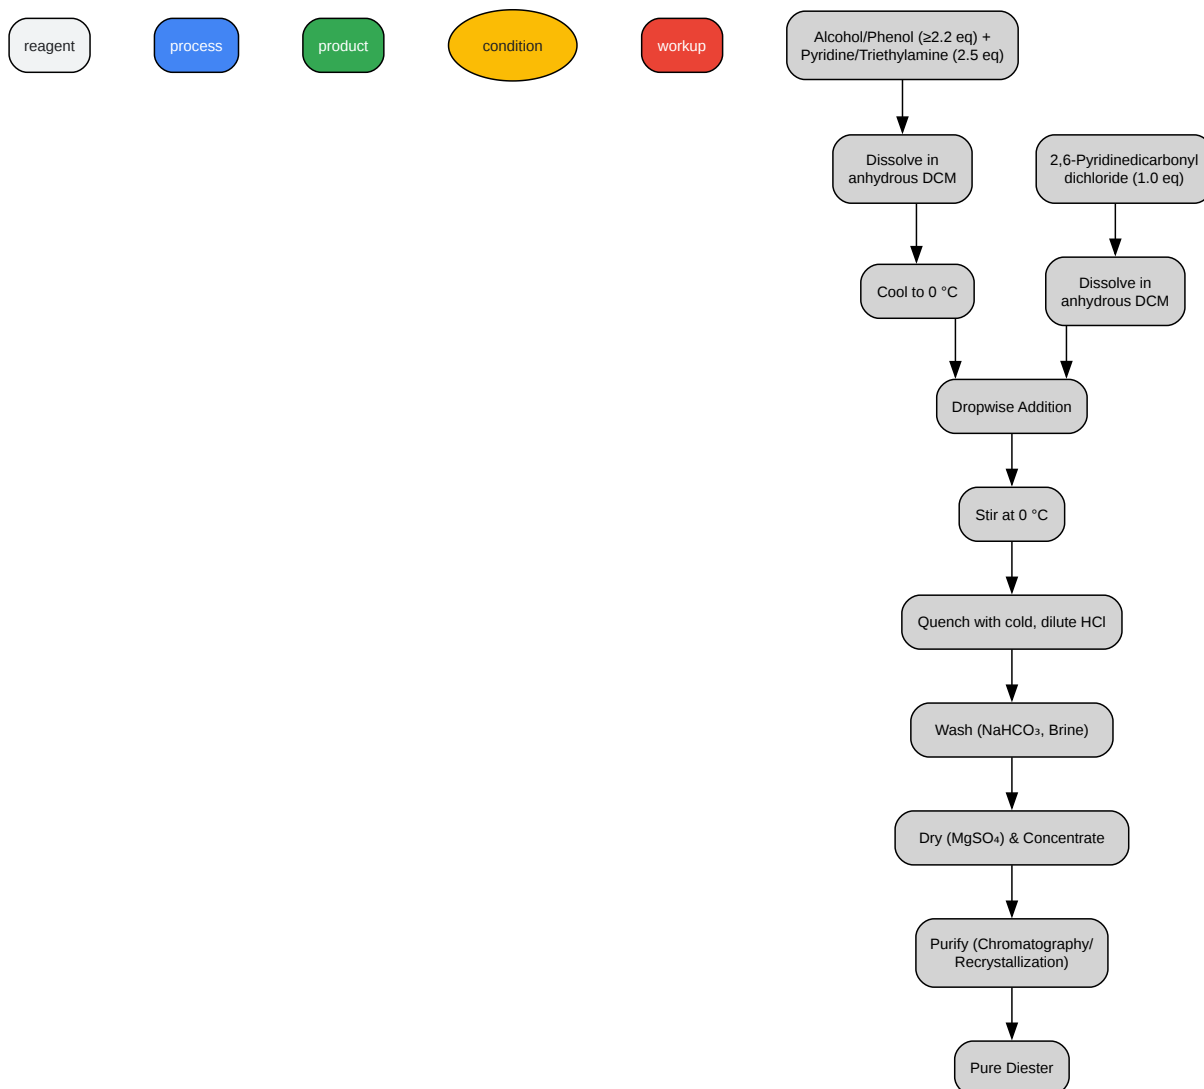 reagent
process
product
condition
workup
Alcohol/Phenol (≥2.2 eq) +
Pyridine/Triethylamine (2.5 eq)
Dissolve in
anhydrous DCM
2,6-Pyridinedicarbonyl
dichloride (1.0 eq)
Cool to 0 °C
Dissolve in
anhydrous DCM
Dropwise Addition
Stir at 0 °C
Quench with cold, dilute HCl
Wash (NaHCO₃, Brine)
Dry (MgSO₄) & Concentrate
Purify (Chromatography/
Recrystallization)
Pure Diester